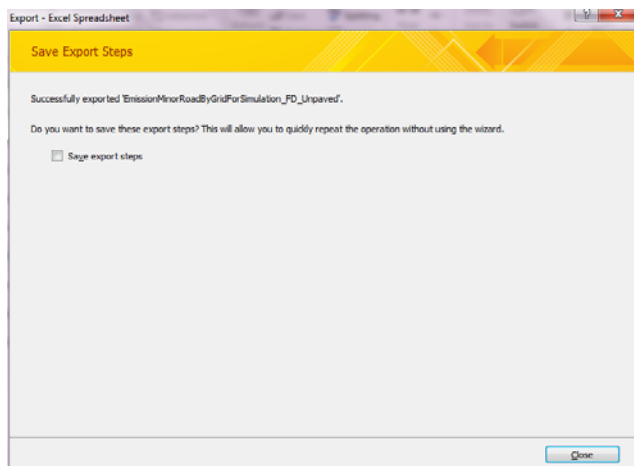 Export - Excel Spreadsheet
Save Export Steps
Successfully exported 'EmissionMinorRoadByGridForSimulation_FD_Unpaved'.
Do you want to save these export steps? This will allow you to quickly repeat the operation without using the wizard.
Save export steps
Close